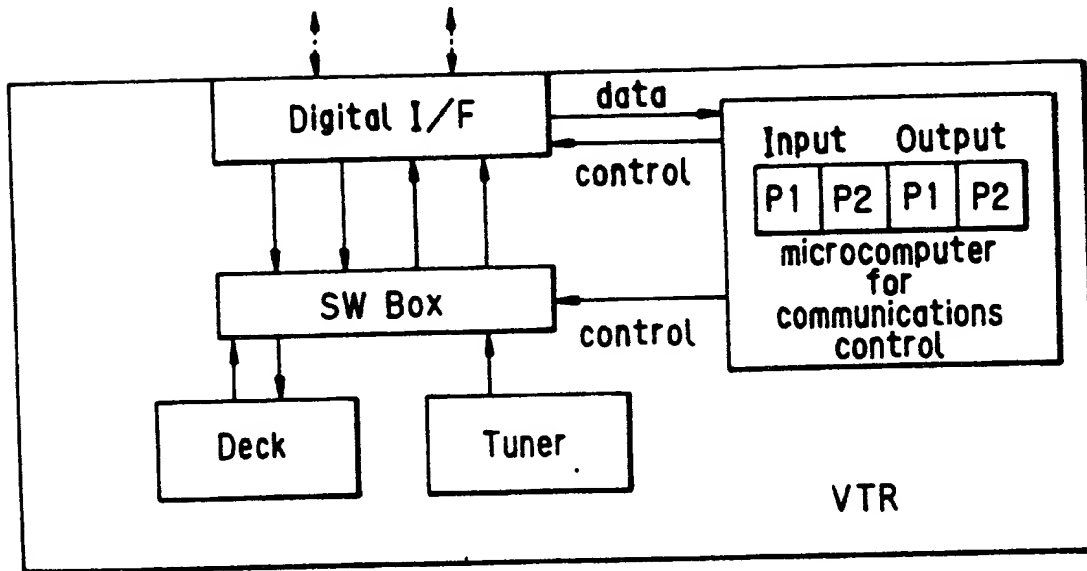 Digital I/F
data
control
Input Output
P1 P2 P1 P2
microcomputer
for
communications
control
SW Box
control
Deck
Tuner
VTR